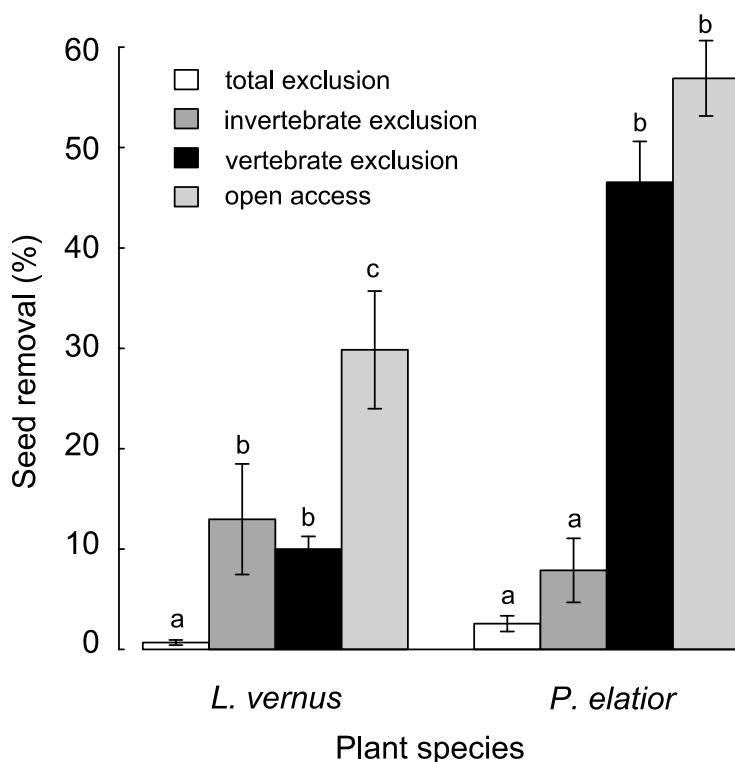 60
50
40
30
20
10
0
Seed removal (%)
total exclusion
invertebrate exclusion
vertebrate exclusion
open access
a
b
b
c
a
a
b
b
L. vernus
P. elatior
Plant species